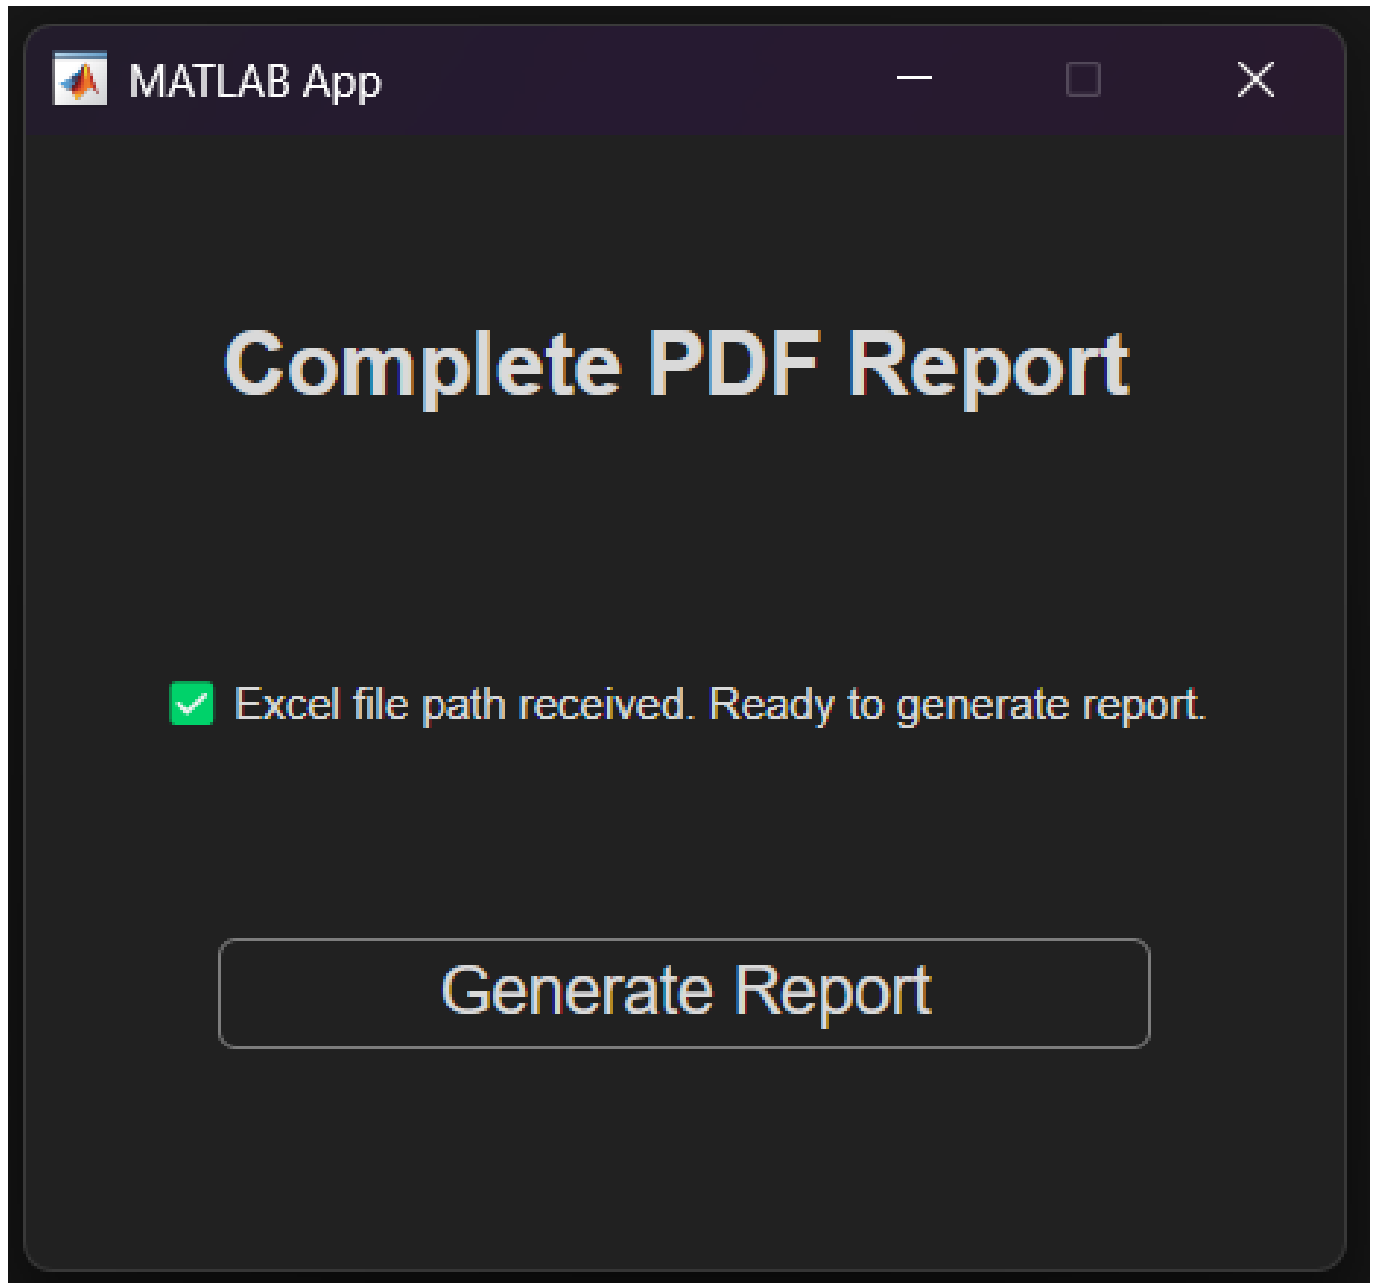 MATLAB App
Complete PDF Report
✅ Excel file path received. Ready to generate report.
Generate Report